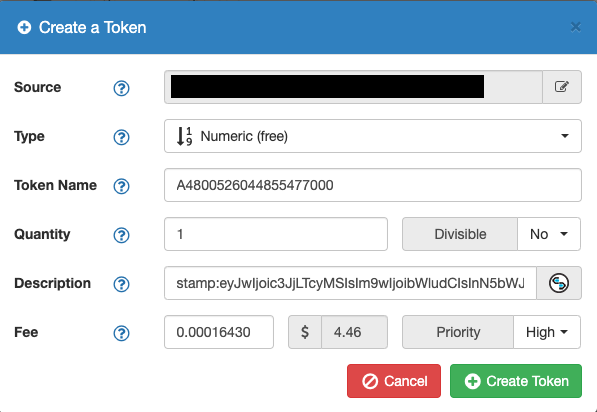 Create a Token ×
Source ?
Type ? 19 Numeric (free)
Token Name ? A4800526044855477000
Quantity ? 1 Divisible No
Description ? stamp:eyJwIjoic3JjLTcyMSIsIm9wIjoibWludCIsInN5bWJ
Fee ? 0.00016430 $ 4.46 Priority High
Cancel Create Token